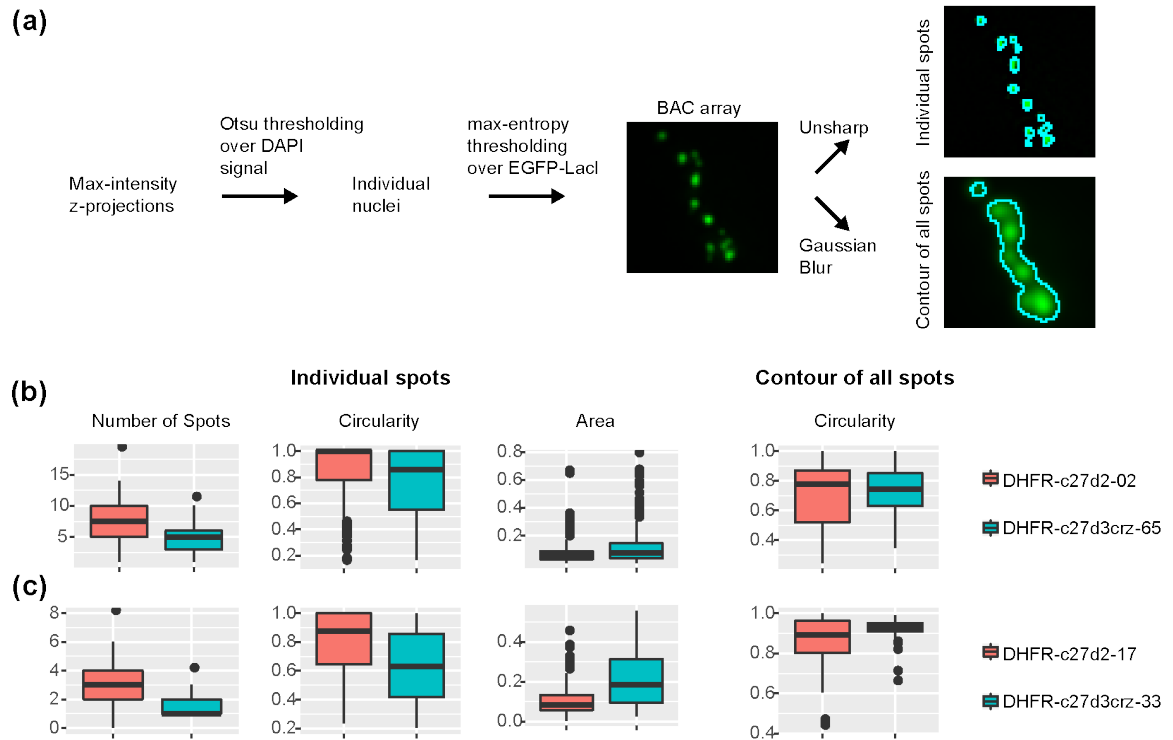 (a)
Max-intensity
z-projections
Otsu thresholding
over DAPI
signal
Individual
nuclei
max-entropy
thresholding
over EGFP-LacI
BAC array
Unsharp
Gaussian
Blur
Individual spots
Contour of all spots
(b)
Individual spots
Contour of all spots
Number of Spots
Circularity
Area
Circularity
15
10
5
1.0
0.8
0.6
0.4
0.2
0.8
0.6
0.4
0.2
1.0
0.8
0.6
0.4
DHFR-c27d2-02
DHFR-c27d3crz-65
(c)
8
6
4
2
0
1.0
0.8
0.6
0.4
0.2
0.4
0.2
0.0
1.0
0.8
0.6
0.4
DHFR-c27d2-17
DHFR-c27d3crz-33